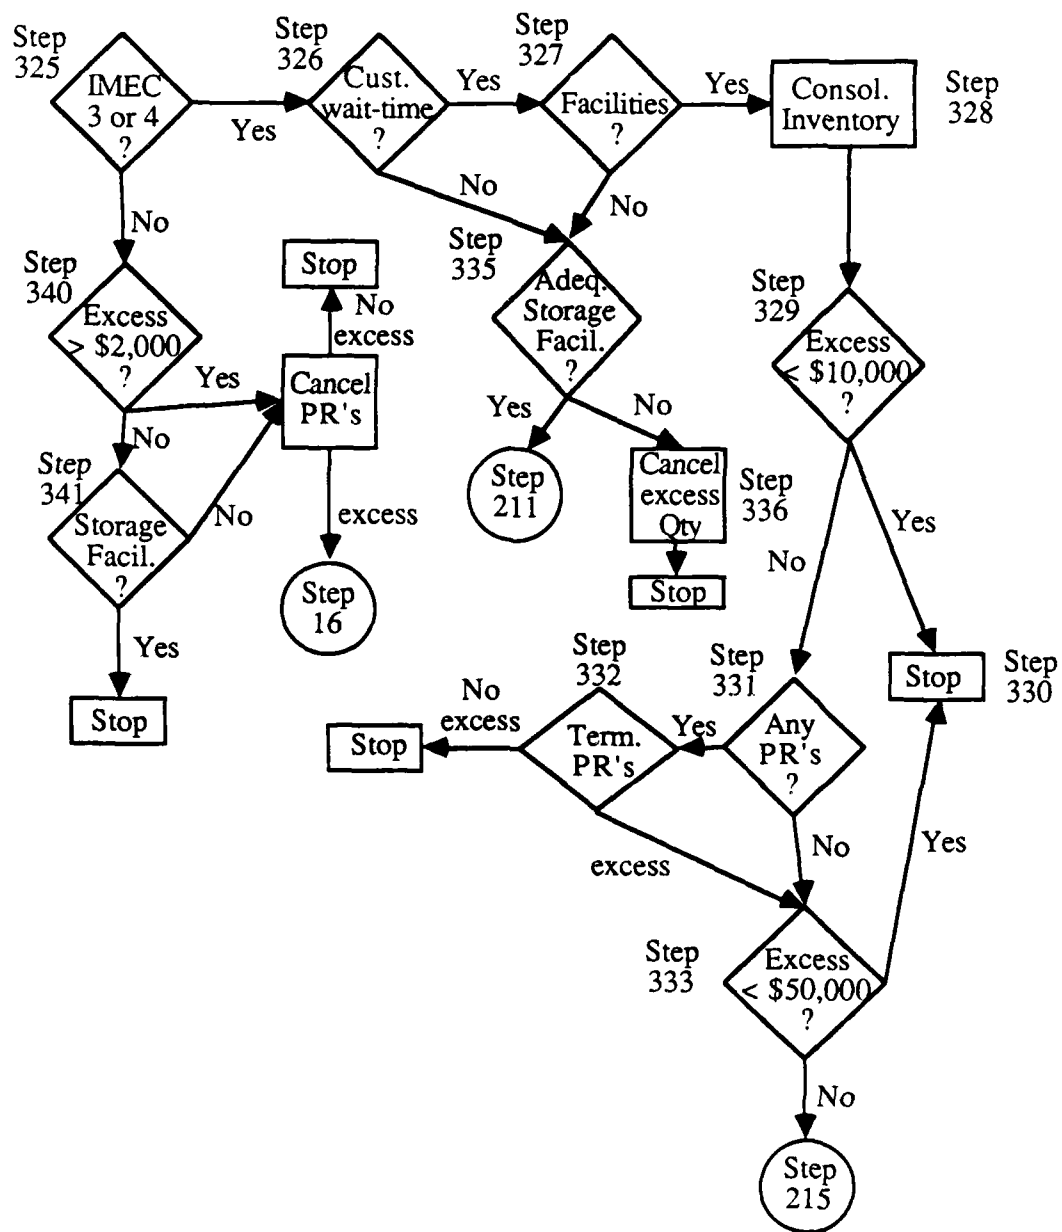 Step
325
IMEC
3 or 4
?
Yes
Step
326
Cust.
wait-time
?
Yes
Step
327
Facilities
?
Yes
Consol.
Inventory
Step
328
No
No
No
Step
340
Excess
> $2,000
?
Yes
No
Stop
No
excess
Cancel
PR's
excess
Step
16
Step
341
Storage
Facil.
?
No
Yes
Stop
Step
335
Adeq.
Storage
Facil.
?
Yes
No
Step
211
Cancel
excess
Qty
Step
336
Stop
Step
329
Excess
< $10,000
?
No
Yes
Stop
Step
330
Step
331
Any
PR's
?
Yes
No
Step
332
Term.
PR's
No
excess
Stop
excess
Step
333
Excess
< $50,000
?
Yes
No
Step
215